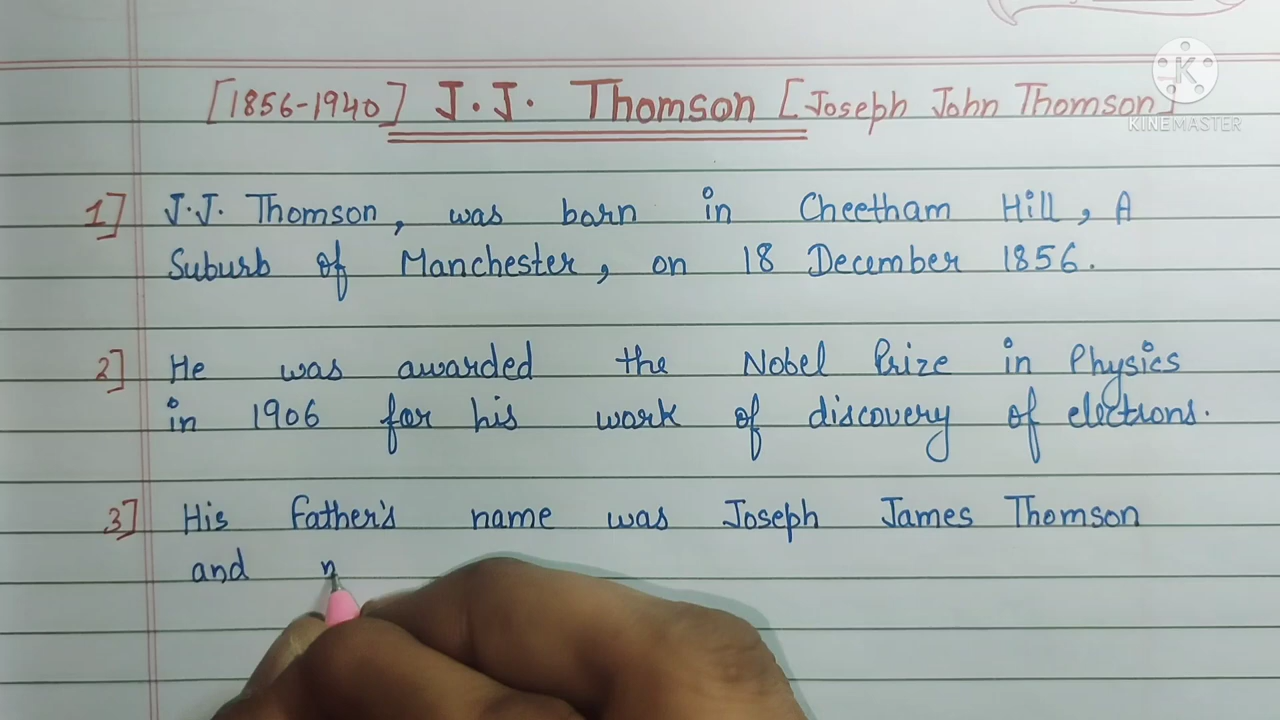 [1856-1940] J.J. Thomson [Joseph John Thomson]
KINEMASTER
1] J.J. Thomson, was born in Cheetham Hill, A
Suburb of Manchester, on 18 December 1856.
2] He was awarded the Nobel Prize in Physics
in 1906 for his work of discovery of elections.
3] His father's name was Joseph James Thomson
and